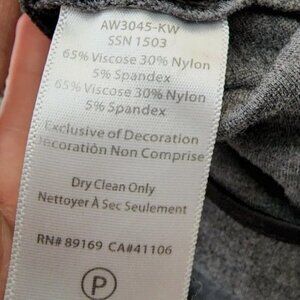 AW3045-KW
SSN 1503
65% Viscose 30% Nylon
5% Spandex
65% Viscose 30% Nylon
5% Spandex
Exclusive of Decoration
Decoration Non Comprise
Dry Clean Only
Nettoyer À Sec Seulement
RN# 89169 CA#41106
P